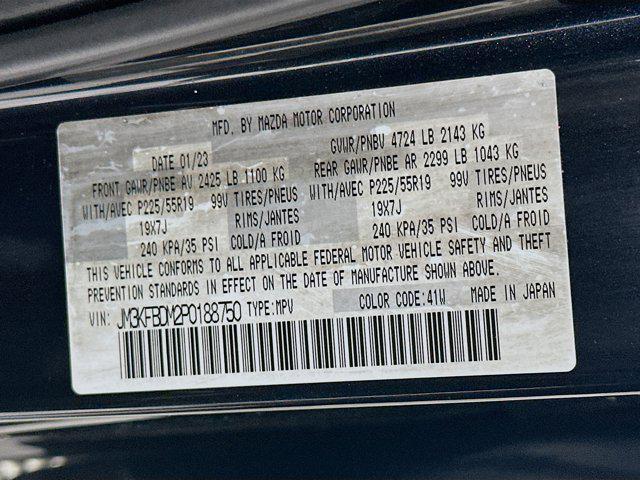 MFD. BY MAZDA MOTOR CORPORATION
DATE 01/23 GVWR/PNBV 4724 LB 2143 KG
FRONT GAWR/PNBE AV 2425 LB 1100 KG REAR GAWR/PNBE AR 2299 LB 1043 KG
WITH/AVEC P225/55R19 99V TIRES/PNEUS WITH/AVEC P225/55R19 99V TIRES/PNEUS
19X7J RIMS/JANTES 19X7J RIMS/JANTES
240 KPA/35 PSI COLD/A FROID 240 KPA/35 PSI COLD/A FROID
THIS VEHICLE CONFORMS TO ALL APPLICABLE FEDERAL MOTOR VEHICLE SAFETY AND THEFT
PREVENTION STANDARDS IN EFFECT ON THE DATE OF MANUFACTURE SHOWN ABOVE.
VIN: JM3KFBDM2P0188750 TYPE:MPV COLOR CODE:41W MADE IN JAPAN